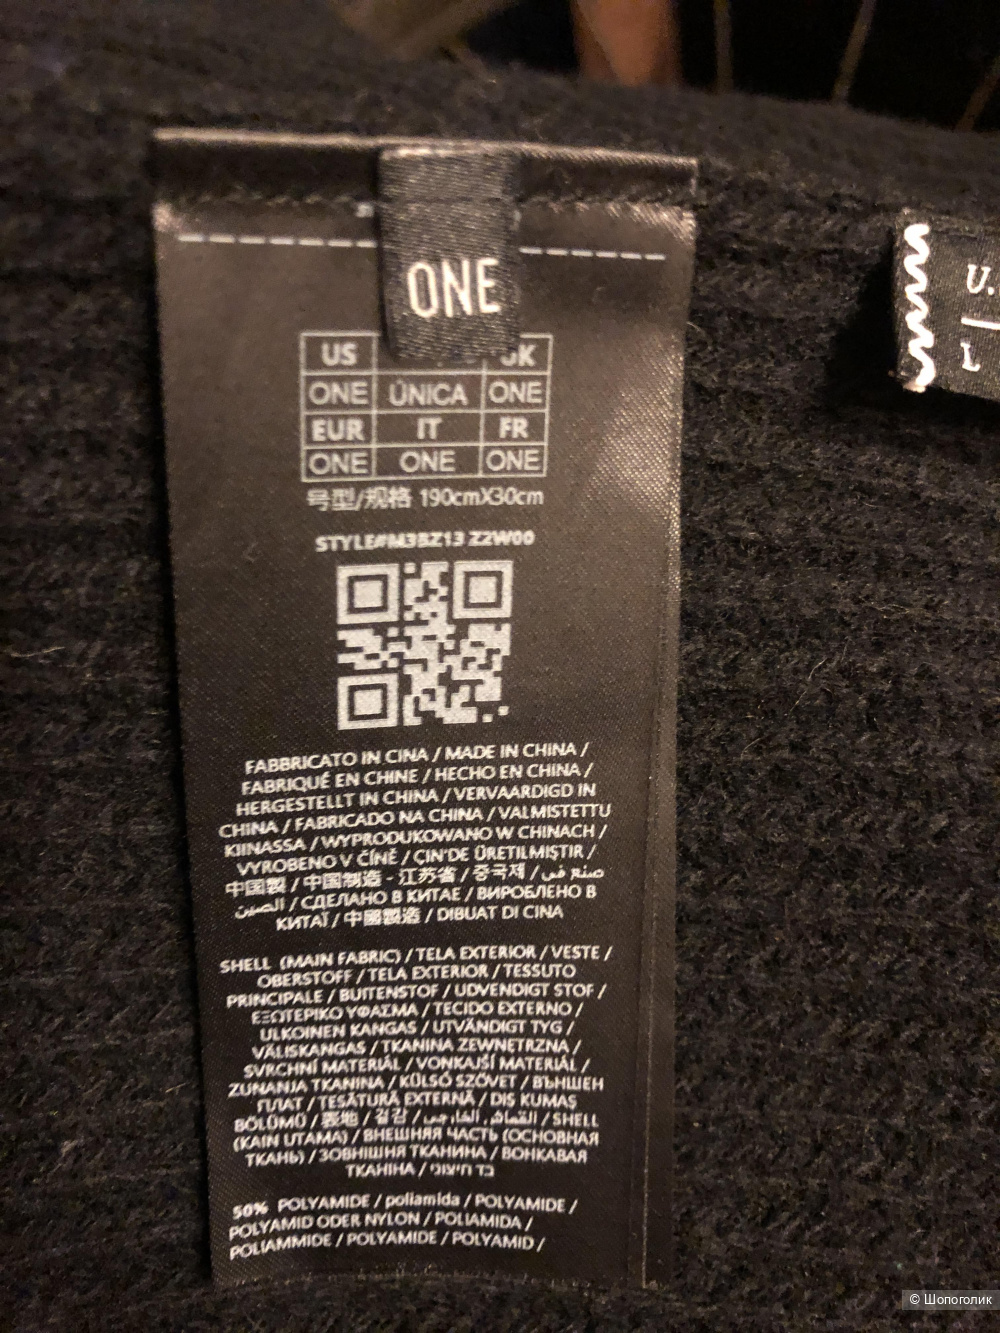 ONE
US UK
ONE ÚNICA ONE
EUR IT FR
ONE ONE ONE
号型/规格 190cmX30cm
STYLE#M3BZ13 Z2W00
FABBRICATO IN CINA / MADE IN CHINA /
FABRIQUÉ EN CHINE / HECHO EN CHINA /
HERGESTELLT IN CHINA / VERVAARDIGD IN
CHINA / FABRICADO NA CHINA / VALMISTETTU
KIINASSA / WYPRODUKOWANO W CHINACH /
VYROBENO V ČÍNĚ / ÇIN'DE ÜRETILMIŞTIR /
中国製 / 中国制造 - 江苏省 / 중국제 / صنع في
الصين / СДЕЛАНО В КИТАЕ / ВИРОБЛЕНО В
КИТАЇ / 中國製造 / DIBUAT DI CINA
SHELL (MAIN FABRIC) / TELA EXTERIOR / VESTE /
OBERSTOFF / TELA EXTERIOR / TESSUTO
PRINCIPALE / BUITENSTOF / UDVENDIGT STOF /
ΕΞΩΤΕΡΙΚΟ ΥΦΑΣΜΑ / TECIDO EXTERNO /
ULKOINEN KANGAS / UTVÄNDIGT TYG /
VÄLISKANGAS / TKANINA ZEWNĘTRZNA /
SVRCHNÍ MATERIÁL / VONKAJŠÍ MATERIÁL /
ZUNANJA TKANINA / KÜLSŐ SZÖVET / ВЪНШЕН
ПЛАТ / ȚESĂTURĂ EXTERNĂ / DIŞ KUMAŞ
BÖLÜMÜ / 表地 / 겉감 / القماش الخارجي / SHELL
(KAIN UTAMA) / ВНЕШНЯЯ ЧАСТЬ (ОСНОВНАЯ
ТКАНЬ) / ЗОВНІШНЯ ТКАНИНА / ВОНКАВАЯ
ТКАНІНА / בד חיצוני
50% POLYAMIDE / poliamida / POLYAMIDE /
POLYAMID ODER NYLON / POLIAMIDA /
POLIAMMIDE / POLYAMIDE / POLYAMID /
U.
© Шопоголик